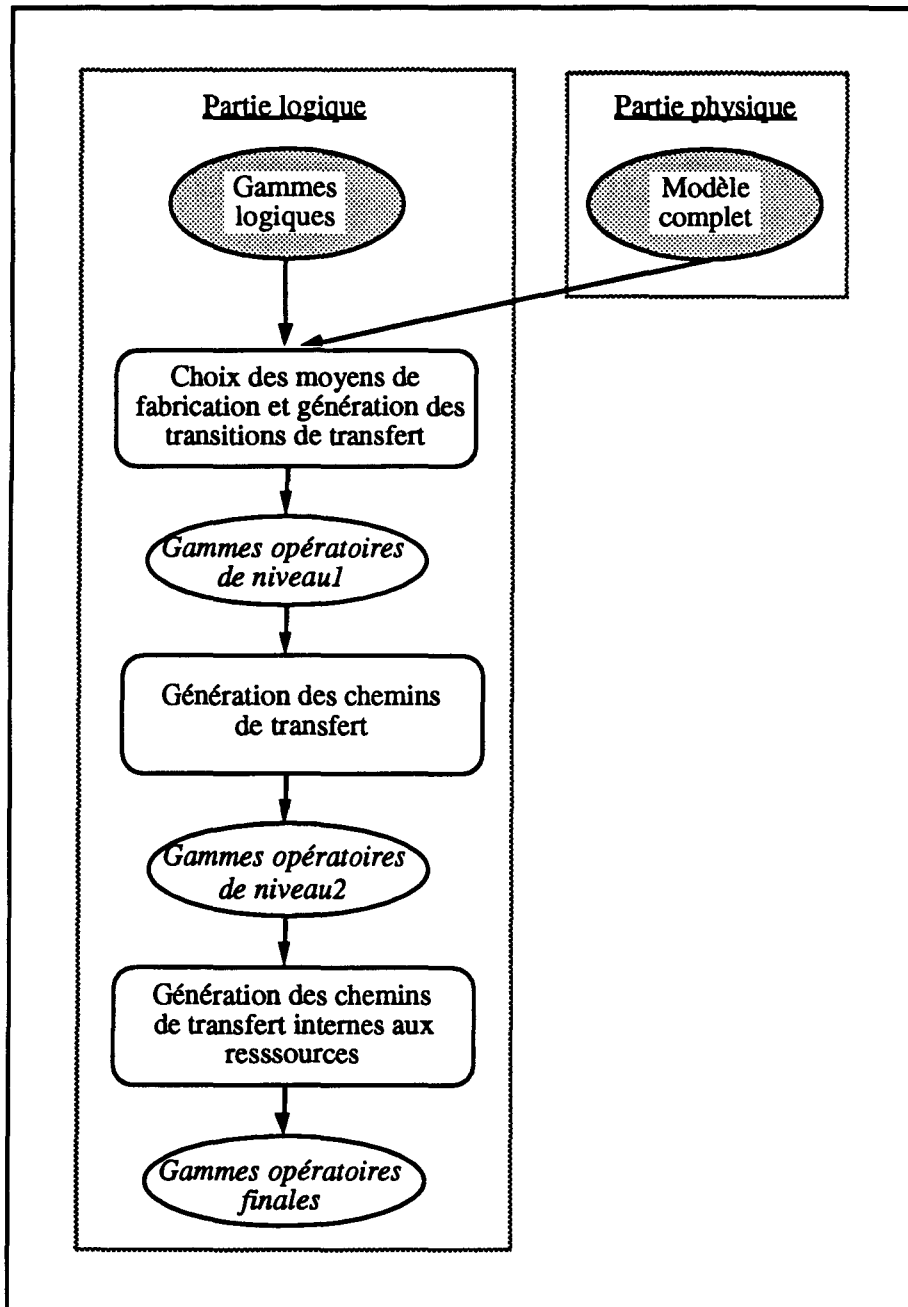 Partie logique
Gammes
logiques
Partie physique
Modèle
complet
Choix des moyens de
fabrication et génération des
transitions de transfert
Gammes opératoires
de niveau1
Génération des chemins
de transfert
Gammes opératoires
de niveau2
Génération des chemins
de transfert internes aux
resssources
Gammes opératoires
finales